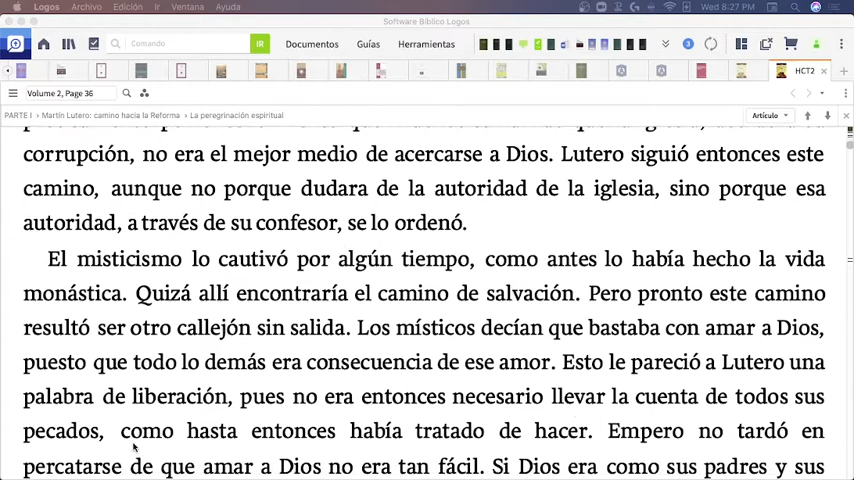 Logos Archivo Edición Ir Ventana Ayuda Wed 8:27 PM
Software Bíblico Logos
Comando IR Documentos Guías Herramientas 3
HCT2
Volume 2, Page 36
PARTE I › Martín Lutero: camino hacia la Reforma › La peregrinación espiritual Artículo
corrupción, no era el mejor medio de acercarse a Dios. Lutero siguió entonces este
camino, aunque no porque dudara de la autoridad de la iglesia, sino porque esa
autoridad, a través de su confesor, se lo ordenó.
El misticismo lo cautivó por algún tiempo, como antes lo había hecho la vida
monástica. Quizá allí encontraría el camino de salvación. Pero pronto este camino
resultó ser otro callejón sin salida. Los místicos decían que bastaba con amar a Dios,
puesto que todo lo demás era consecuencia de ese amor. Esto le pareció a Lutero una
palabra de liberación, pues no era entonces necesario llevar la cuenta de todos sus
pecados, como hasta entonces había tratado de hacer. Empero no tardó en
percatarse de que amar a Dios no era tan fácil. Si Dios era como sus padres y sus